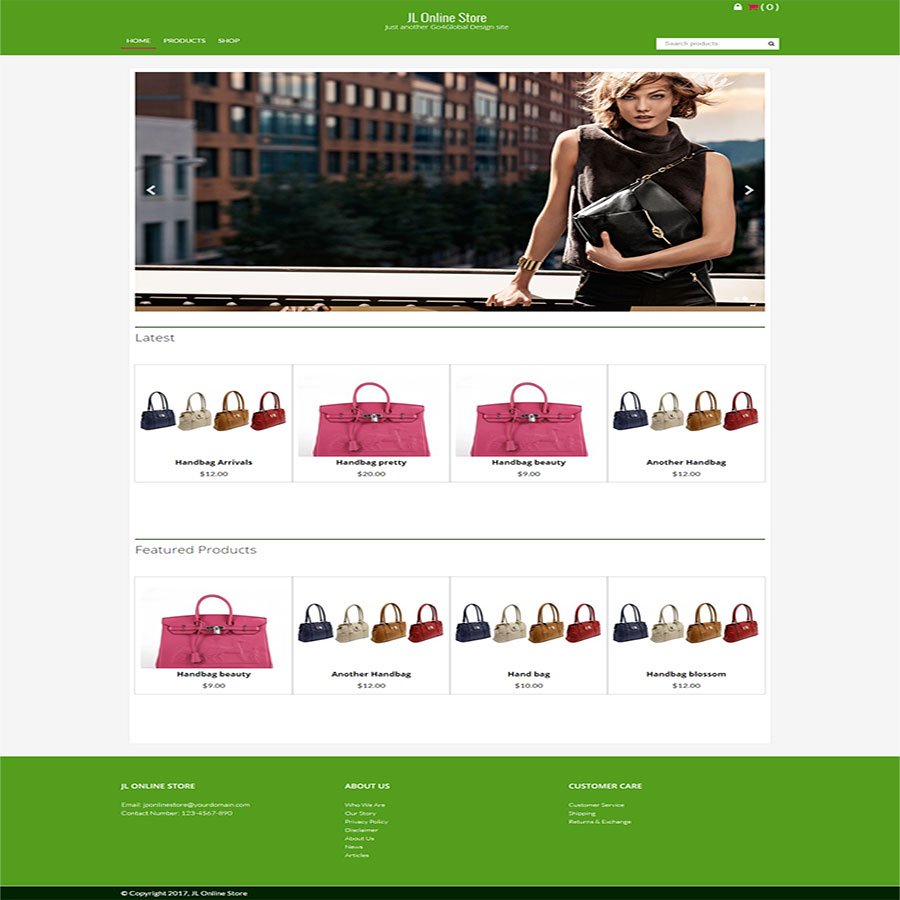 JL Online Store
Just another Go4Global Design site
( 0 )
HOME PRODUCTS SHOP
Search products
Latest
Handbag Arrivals
$12.00
Handbag pretty
$20.00
Handbag beauty
$9.00
Another Handbag
$12.00
Featured Products
Handbag beauty
$9.00
Another Handbag
$12.00
Hand bag
$10.00
Handbag blossom
$12.00
JL ONLINE STORE
Email: jponlinestore@yourdomain.com
Contact Number: 123-4567-890
ABOUT US
Who We Are
Our Story
Privacy Policy
Disclaimer
About Us
News
Articles
CUSTOMER CARE
Customer Service
Shipping
Returns & Exchange
© Copyright 2017, JL Online Store